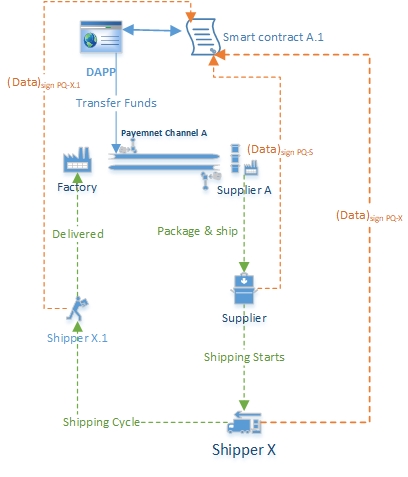 Smart contract A.1
DAPP
(Data)sign PQ-X.1
Transfer Funds
Paymemnet Channel A
(Data)sign PQ-S
Factory
Supplier A
(Data)sign PQ-X
Delivered
Package & ship
Supplier
Shipper X.1
Shipping Starts
Shipping Cycle
Shipper X